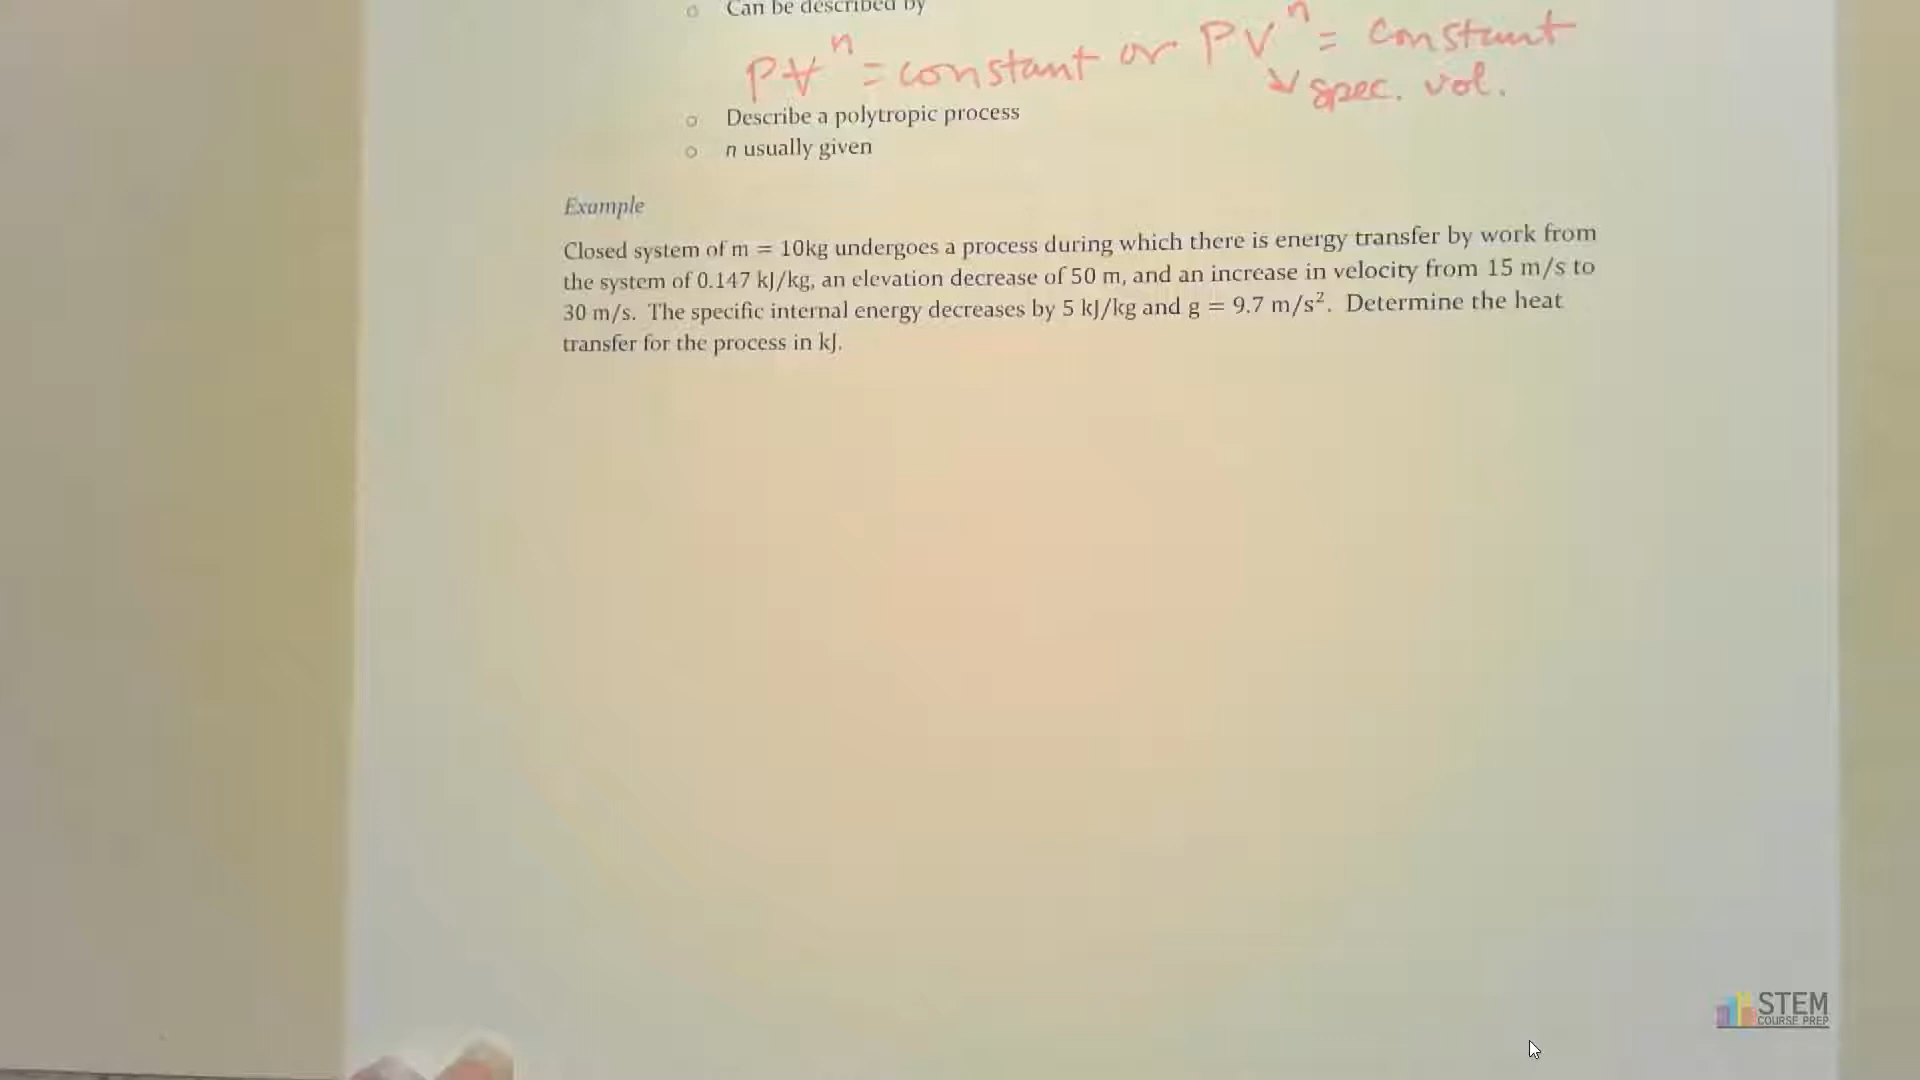 Can be described by
P∀ⁿ = constant or PVⁿ = constant
↘ spec. vol.
Describe a polytropic process
n usually given
Example
Closed system of m = 10kg undergoes a process during which there is energy transfer by work from
the system of 0.147 kJ/kg, an elevation decrease of 50 m, and an increase in velocity from 15 m/s to
30 m/s. The specific internal energy decreases by 5 kJ/kg and g = 9.7 m/s². Determine the heat
transfer for the process in kJ.
STEM
COURSE PREP